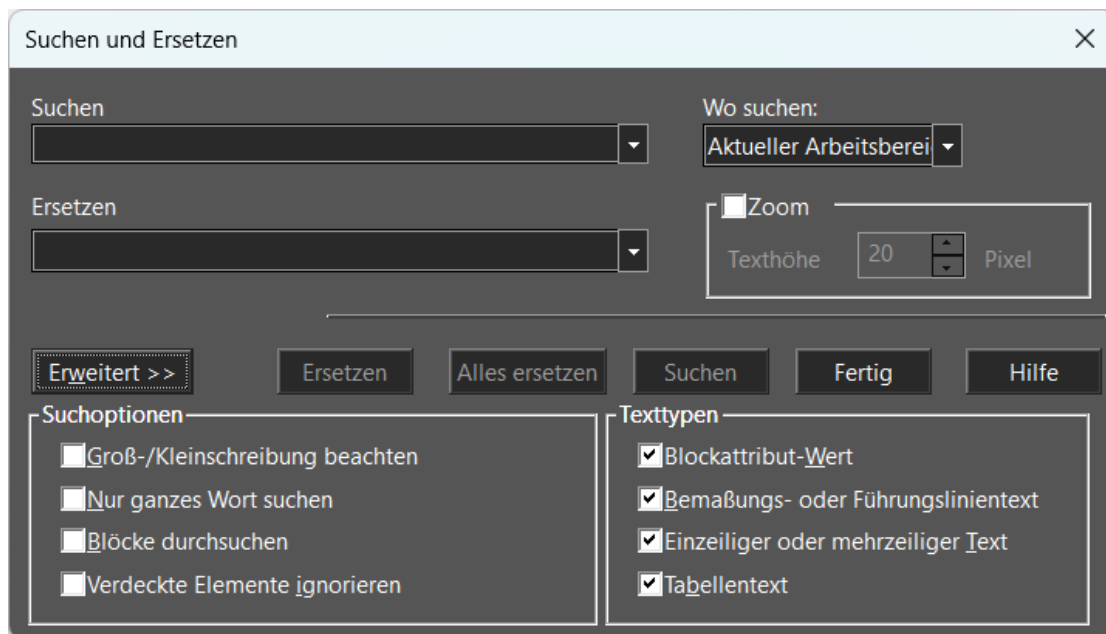 Suchen und Ersetzen
Suchen
Wo suchen:
Aktueller Arbeitsberei
Ersetzen
Zoom
Texthöhe 20 Pixel
Erweitert >> Ersetzen Alles ersetzen Suchen Fertig Hilfe
Suchoptionen
Groß-/Kleinschreibung beachten
Nur ganzes Wort suchen
Blöcke durchsuchen
Verdeckte Elemente ignorieren
Texttypen
Blockattribut-Wert
Bemaßungs- oder Führungslinientext
Einzeiliger oder mehrzeiliger Text
Tabellentext